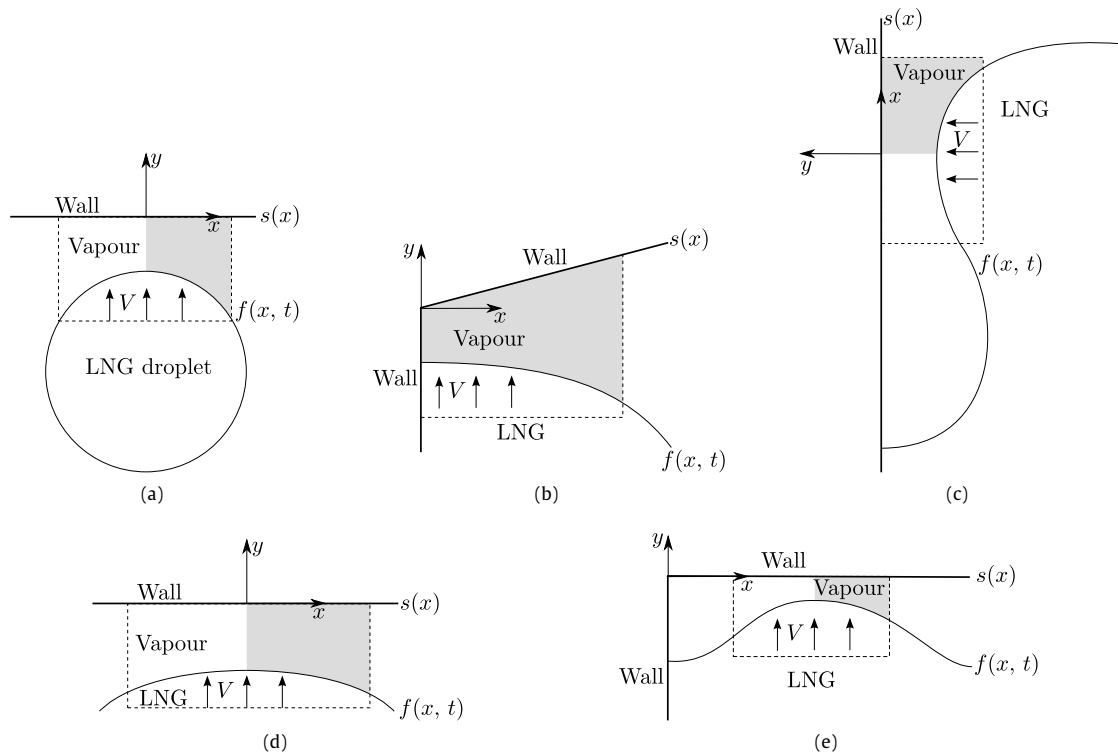 y
Wall
s(x)
x
Vapour
V
f(x, t)
LNG droplet
(a)
y
s(x)
Wall
x
Vapour
Wall
V
LNG
f(x, t)
(b)
s(x)
Wall
Vapour
x
LNG
V
y
f(x, t)
(c)
y
Wall
s(x)
x
Vapour
LNG
V
f(x, t)
(d)
y
Wall
s(x)
x
Vapour
V
Wall
LNG
f(x, t)
(e)